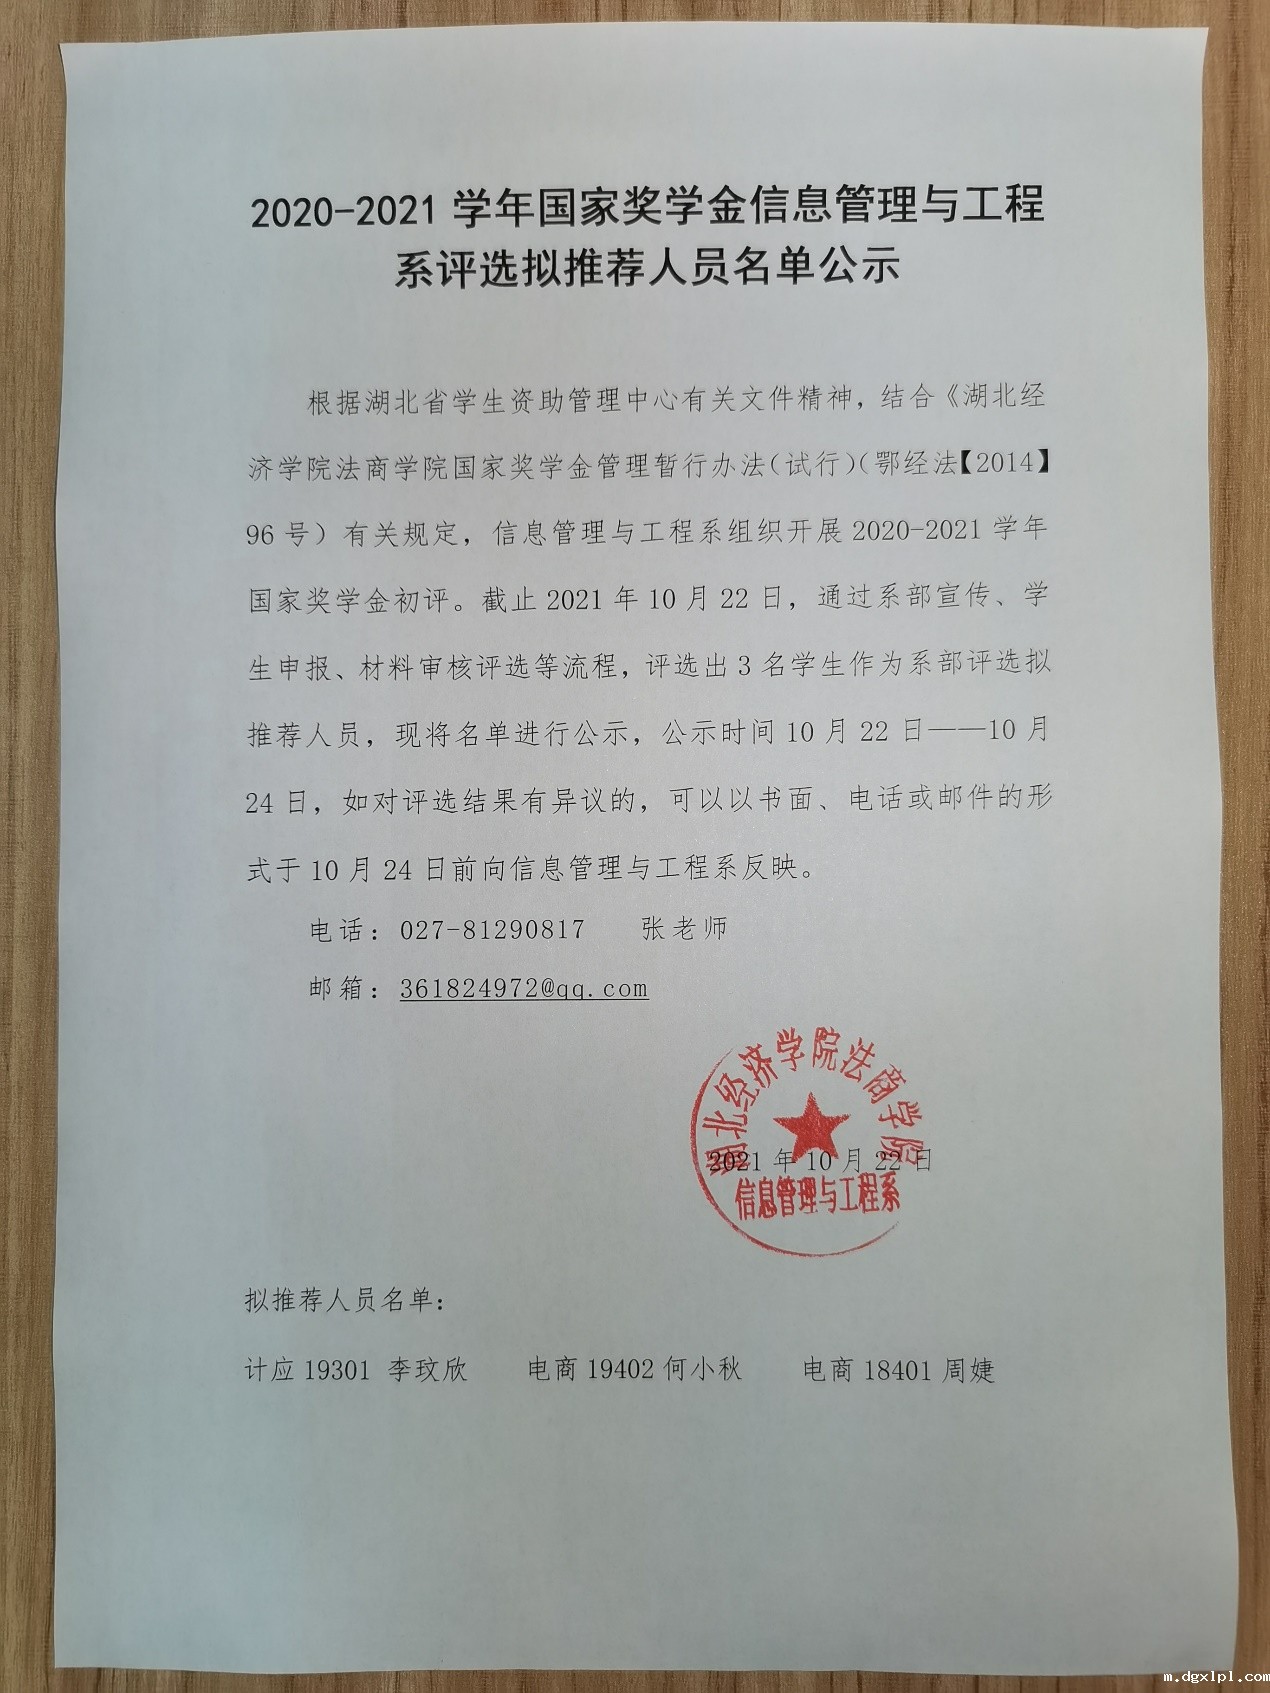 2020-2021 学年国家奖学金信息管理与工程
系评选拟推荐人员名单公示
根据湖北省学生资助管理中心有关文件精神，结合《湖北经
济学院法商学院国家奖学金管理暂行办法（试行）（鄂经法【2014】
96 号）有关规定，信息管理与工程系组织开展 2020-2021 学年
国家奖学金初评。截止 2021 年 10 月 22 日，通过系部宣传、学
生申报、材料审核评选等流程，评选出 3 名学生作为系部评选拟
推荐人员，现将名单进行公示，公示时间 10 月 22 日——10 月
24 日，如对评选结果有异议的，可以以书面、电话或邮件的形
式于 10 月 24 日前向信息管理与工程系反映。
电话：027-81290817 张老师
邮箱：361824972@qq.com
湖北经济学院法商学院
2021 年 10 月 22 日
信息管理与工程系
拟推荐人员名单：
计应 19301 李玟欣 电商 19402 何小秋 电商 18401 周婕
m.dgxlpl.com